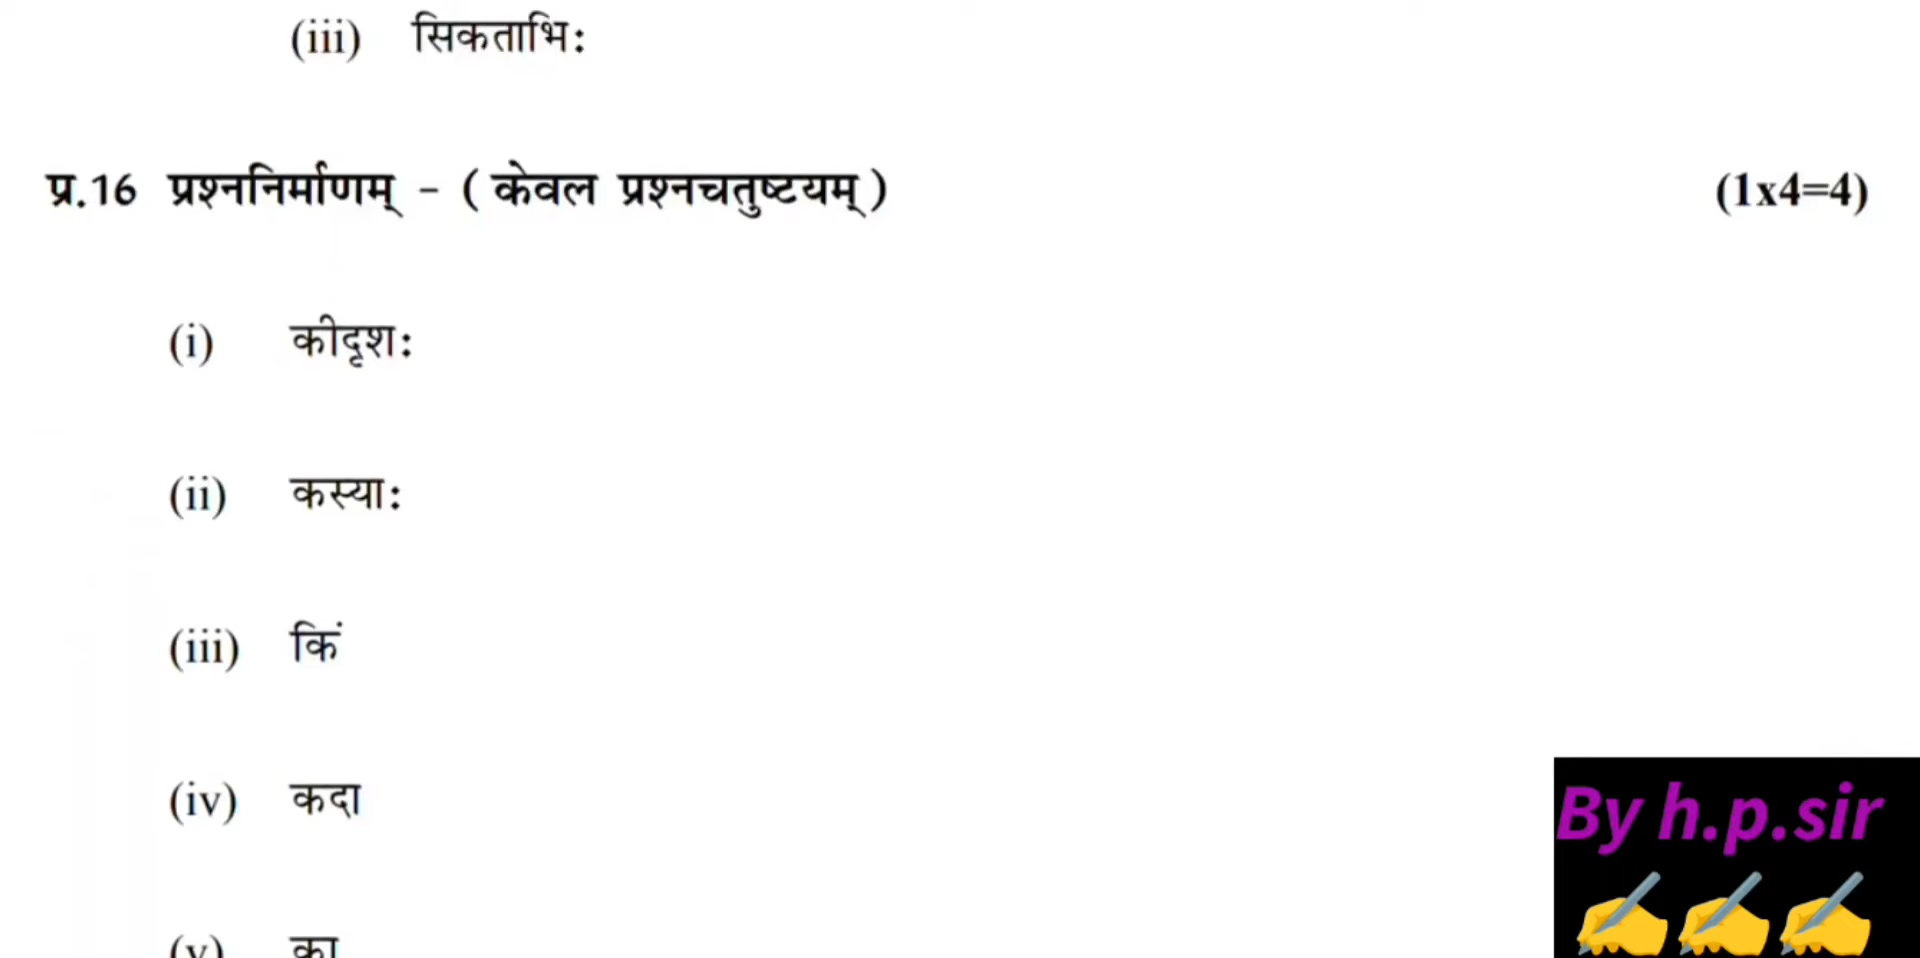 (iii) सिकताभिः
प्र.16 प्रश्ननिर्माणम् - ( केवल प्रश्नचतुष्टयम् ) (1x4=4)
(i) कीदृशः
(ii) कस्याः
(iii) किं
(iv) कदा
(v) का
By h.p.sir
✍️✍️✍️